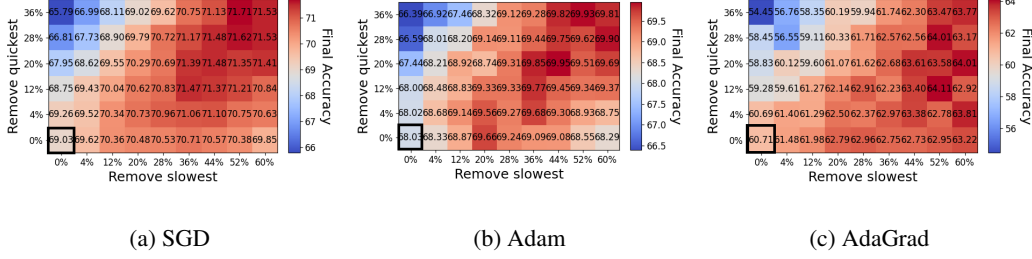 Remove quickest
36% 65.79 66.99 68.11 69.02 69.62 70.75 71.13 71.71 71.53
28% 66.81 67.73 68.90 69.79 70.72 71.17 71.48 71.62 71.53
20% 67.95 68.62 69.55 70.29 70.69 71.39 71.48 71.35 71.41
12% 68.75 69.43 70.04 70.62 70.83 71.47 71.37 71.21 70.84
4% 69.26 69.52 70.34 70.73 70.96 71.06 71.10 70.75 70.63
0% 69.03 69.62 70.36 70.48 70.53 70.71 70.57 70.38 69.85
0% 4% 12% 20% 28% 36% 44% 52% 60%
Remove slowest
71
70
69
68
67
66
Final Accuracy
(a) SGD
Remove quickest
36% 66.39 66.92 67.46 68.32 69.12 69.28 69.82 69.93 69.81
28% 66.59 68.01 68.20 69.14 69.11 69.48 69.62 69.76 69.90
20% 67.44 68.21 68.92 68.74 69.31 69.85 69.95 69.51 69.69
12% 68.00 68.48 68.83 69.33 69.33 69.77 69.45 69.34 69.37
4% 68.02 68.68 69.19 69.56 69.49 69.68 69.30 68.93 68.75
0% 68.03 68.33 68.87 69.66 69.24 69.09 69.08 68.55 68.29
0% 4% 12% 20% 28% 36% 44% 52% 60%
Remove slowest
69.5
69.0
68.5
68.0
67.5
67.0
66.5
Final Accuracy
(b) Adam
Remove quickest
36% 54.45 56.76 58.35 60.19 59.94 61.74 62.30 63.47 63.77
28% 58.45 56.55 59.11 60.33 61.71 62.57 62.56 64.01 63.17
20% 58.83 60.12 59.60 61.07 61.62 62.68 63.61 63.58 64.01
12% 59.28 59.61 61.27 62.14 62.91 62.23 63.40 64.11 62.92
4% 60.69 61.40 61.29 62.50 62.37 62.97 63.38 62.78 63.81
0% 60.71 61.48 61.98 62.79 62.96 62.77 62.73 62.95 63.22
0% 4% 12% 20% 28% 36% 44% 52% 60%
Remove slowest
64
62
60
58
56
Final Accuracy
(c) AdaGrad